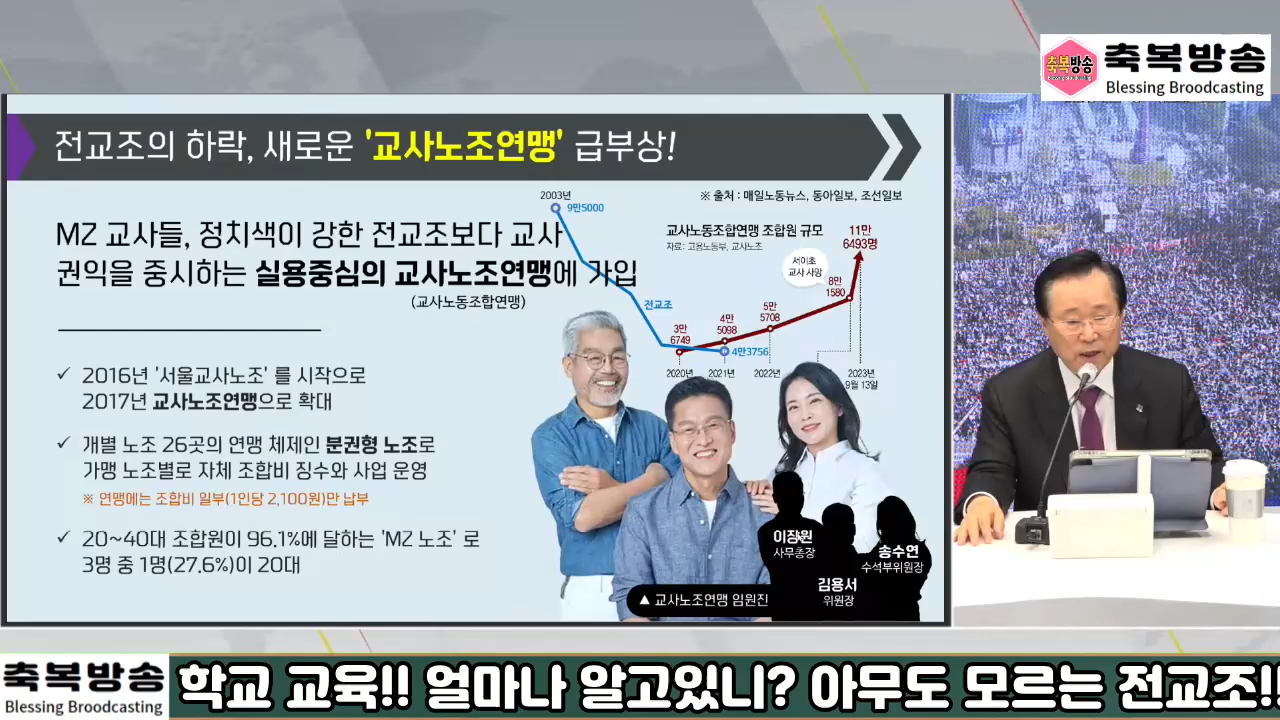 축복방송
축복방송
Blessing Broodcasting
전교조의 하락, 새로운 '교사노조연맹' 급부상!
※ 출처 : 매일노동뉴스, 동아일보, 조선일보
MZ 교사들, 정치색이 강한 전교조보다 교사
권익을 중시하는 실용중심의 교사노조연맹에 가입
(교사노동조합연맹)
2003년
9만5000
교사노동조합연맹 조합원 규모
자료: 고용노동부, 교사노조
11만
6493명
서이초
교사 사망
8만
1580
전교조
5만
5708
4만
5098
3만
6749
4만3756
2020년
2021년
2022년
2023년
9월 13일
✓ 2016년 '서울교사노조' 를 시작으로
2017년 교사노조연맹으로 확대
✓ 개별 노조 26곳의 연맹 체제인 분권형 노조로
가맹 노조별로 자체 조합비 징수와 사업 운영
※ 연맹에는 조합비 일부(1인당 2,100원)만 납부
✓ 20~40대 조합원이 96.1%에 달하는 'MZ 노조' 로
3명 중 1명(27.6%)이 20대
이장원
사무총장
송수연
수석부위원장
김용서
위원장
▲ 교사노조연맹 임원진
축복방송
Blessing Broodcasting
학교 교육!! 얼마나 알고있니? 아무도 모르는 전교조!!